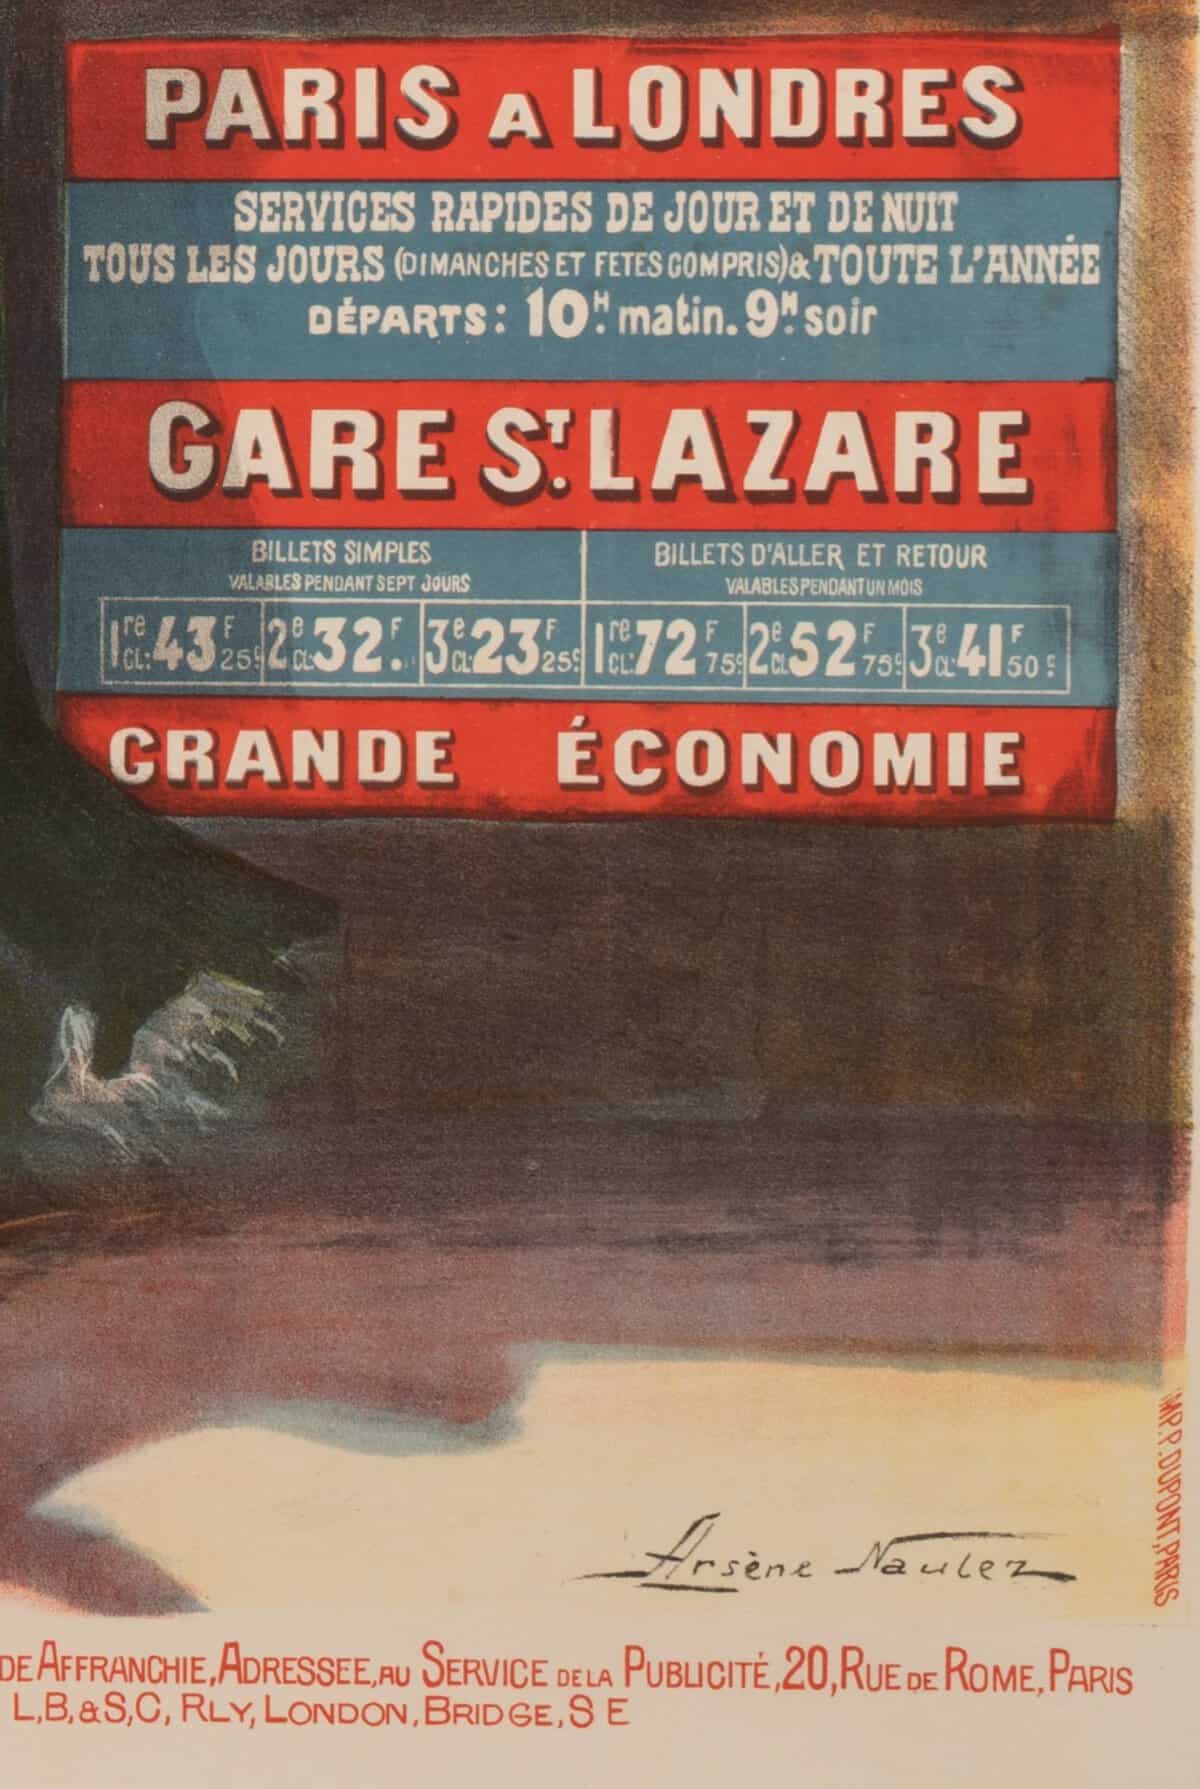 PARIS A LONDRES
SERVICES RAPIDES DE JOUR ET DE NUIT
TOUS LES JOURS (DIMANCHES ET FETES COMPRIS) & TOUTE L'ANNÉE
DÉPARTS: 10H. matin. 9H. soir
GARE ST. LAZARE
BILLETS SIMPLES
VALABLES PENDANT SEPT JOURS
1re CL: 43F 25c 2e CL: 32F. 3e CL: 23F 25c
BILLETS D'ALLER ET RETOUR
VALABLES PENDANT UN MOIS
1re CL: 72F 75c 2e CL: 52F 75c 3e CL: 41F 50c
GRANDE ÉCONOMIE
IMP. P. DUPONT, PARIS
Arsène Naulez
DE AFFRANCHIE, ADRESSEE, AU SERVICE DE LA PUBLICITÉ, 20, RUE DE ROME, PARIS
L,B,&S,C, RLY, LONDON, BRIDGE, S E